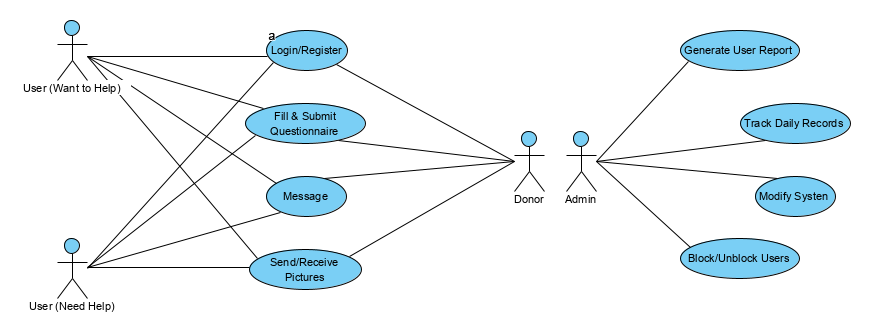 a
Login/Register
Generate User Report
User (Want to Help)
Fill & Submit
Questionnaire
Track Daily Records
Message
Donor
Admin
Modify Systen
Send/Receive
Pictures
Block/Unblock Users
User (Need Help)